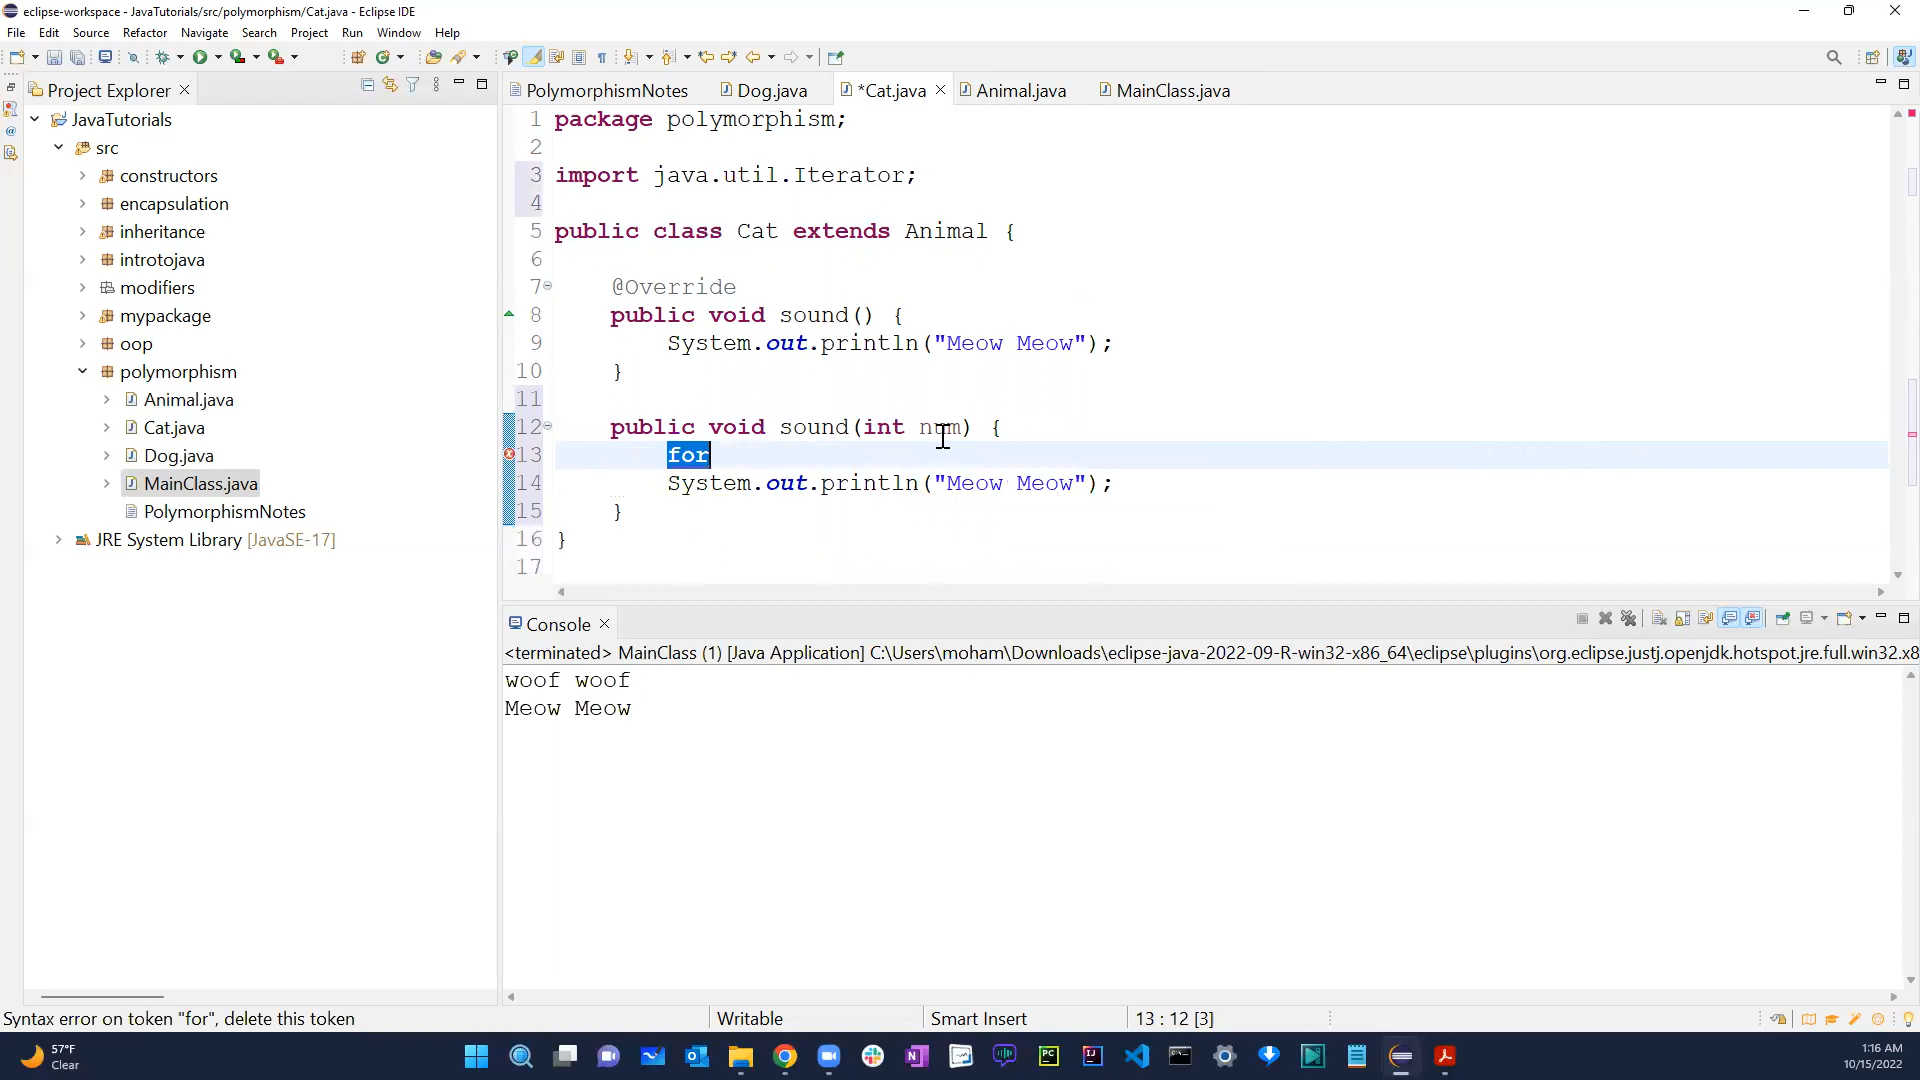 eclipse-workspace - JavaTutorials/src/polymorphism/Cat.java - Eclipse IDE
File Edit Source Refactor Navigate Search Project Run Window Help
Project Explorer
PolymorphismNotes Dog.java *Cat.java Animal.java MainClass.java
JavaTutorials
src
constructors
encapsulation
inheritance
introtojava
modifiers
mypackage
oop
polymorphism
Animal.java
Cat.java
Dog.java
MainClass.java
PolymorphismNotes
JRE System Library [JavaSE-17]
1 package polymorphism;
2
3 import java.util.Iterator;
4
5 public class Cat extends Animal {
6
7 @Override
8 public void sound() {
9 System.out.println("Meow Meow");
10 }
11
12 public void sound(int num) {
13 for
14 System.out.println("Meow Meow");
15 }
16 }
17
Console
<terminated> MainClass (1) [Java Application] C:\Users\moham\Downloads\eclipse-java-2022-09-R-win32-x86_64\eclipse\plugins\org.eclipse.justj.openjdk.hotspot.jre.full.win32.x8
woof woof
Meow Meow
Syntax error on token "for", delete this token
Writable
Smart Insert
13 : 12 [3]
57°F
Clear
1:16 AM
10/15/2022